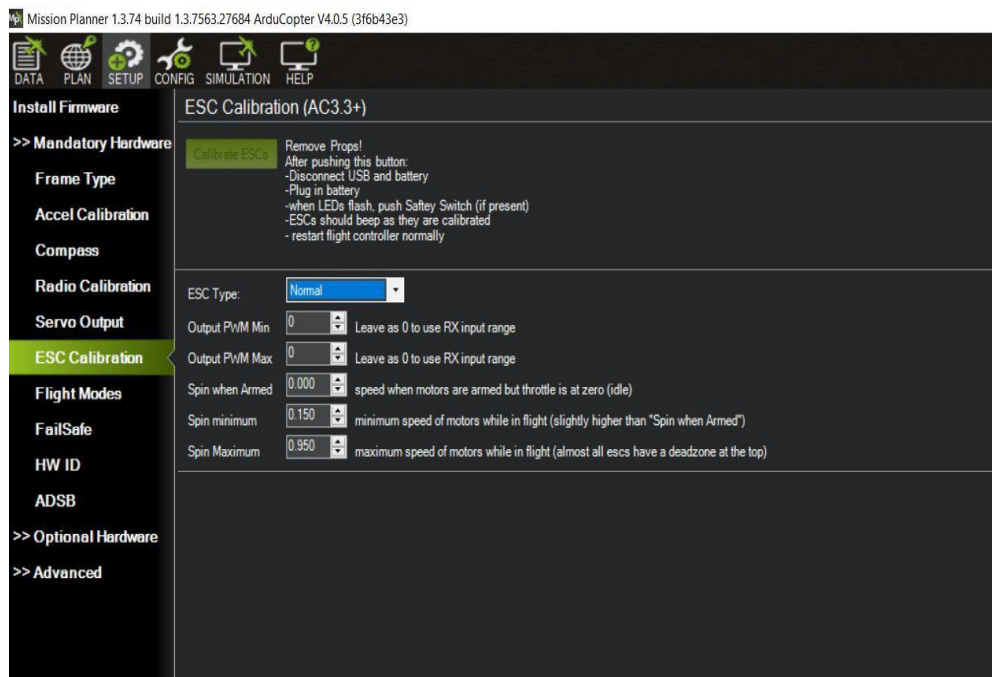 Mission Planner 1.3.74 build 1.3.7563.27684 ArduCopter V4.0.5 (3f6b43e3)
DATA PLAN SETUP CONFIG SIMULATION HELP
Install Firmware
>> Mandatory Hardware
Frame Type
Accel Calibration
Compass
Radio Calibration
Servo Output
ESC Calibration
Flight Modes
FailSafe
HW ID
ADSB
>> Optional Hardware
>> Advanced
ESC Calibration (AC3.3+)
Calibrate ESCs
Remove Props!
After pushing this button:
-Disconnect USB and battery
-Plug in battery
-when LEDs flash, push Saftey Switch (if present)
-ESCs should beep as they are calibrated
- restart flight controller normally
ESC Type: Normal
Output PWM Min 0 Leave as 0 to use RX input range
Output PWM Max 0 Leave as 0 to use RX input range
Spin when Armed 0.000 speed when motors are armed but throttle is at zero (idle)
Spin minimum 0.150 minimum speed of motors while in flight (slightly higher than "Spin when Armed")
Spin Maximum 0.950 maximum speed of motors while in flight (almost all escs have a deadzone at the top)